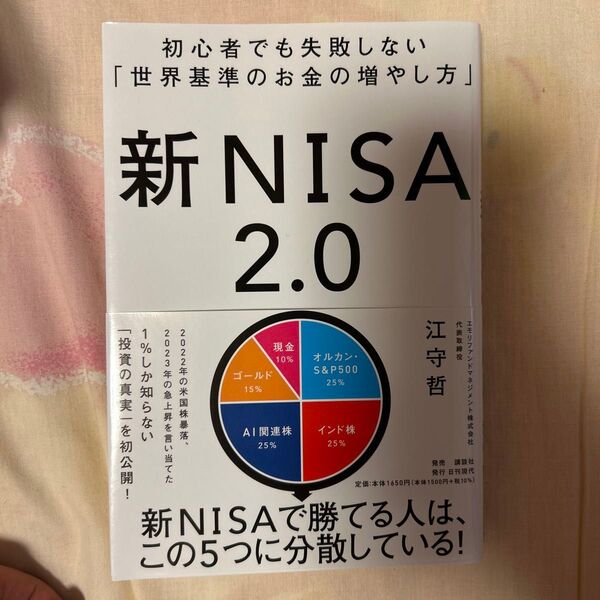 初心者でも失敗しない
「世界基準のお金の増やし方」
新NISA
2.0
エモリファンドマネジメント株式会社
代表取締役
江守哲
現金
10%
オルカン・
S&P500
25%
ゴールド
15%
AI関連株
25%
インド株
25%
2022年の米国株暴落、
2023年の急上昇を言い当てた
1%しか知らない
「投資の真実」を初公開!
発売 講談社
発行 日刊現代
定価:本体1650円(本体1500円+税10%)
新NISAで勝てる人は、
この5つに分散している!